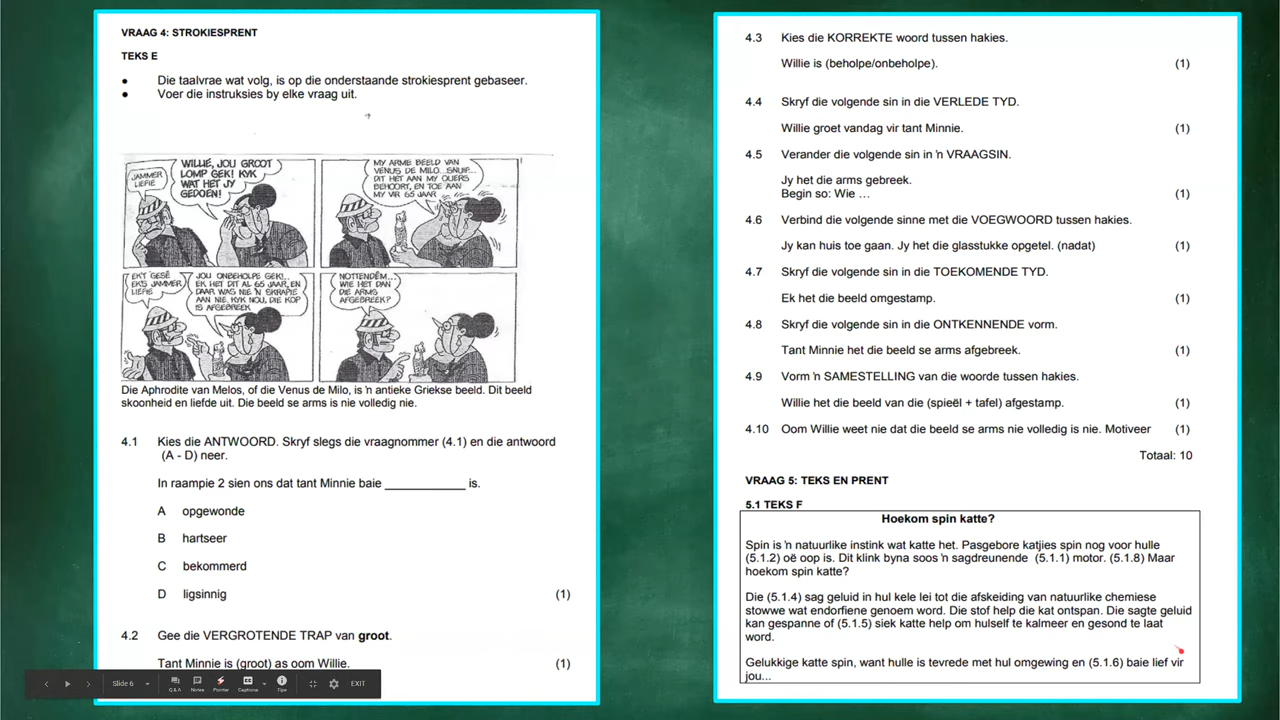 VRAAG 4: STROKIESPRENT
TEKS E
● Die taalvrae wat volg, is op die onderstaande strokiesprent gebaseer.
● Voer die instruksies by elke vraag uit.
JAMMER
LIEFIE
WILLIE, JOU GROOT
LOMP GEK! KYK
WAT HET JY
GEDOEN!
MY ARME BEELD VAN
VENUS DE MILO...SNUIF...
DIT HET AAN MY OUERS
BEHOORT, EN TOE AAN
MY VIR 65 JAAR
EK'T GESÊ
EK'S JAMMER
LIEFIE
JOU ONBEHOLPE GEK!..
EK HET DIT AL 65 JAAR, EN
DAAR WAS NIE 'N SKRAPIE
AAN NIE. KYK NOU, DIE KOP
IS AFGEBREEK
NOTTENDÊM...
WIE HET DAN
DIE ARMS
AFGEBREEK?
Die Aphrodite van Melos, of die Venus de Milo, is 'n antieke Griekse beeld. Dit beeld
skoonheid en liefde uit. Die beeld se arms is nie volledig nie.
4.1 Kies die ANTWOORD. Skryf slegs die vraagnommer (4.1) en die antwoord
(A - D) neer.
In raampie 2 sien ons dat tant Minnie baie ____________ is.
A opgewonde
B hartseer
C bekommerd
D ligsinnig (1)
4.2 Gee die VERGROTENDE TRAP van groot.
Tant Minnie is (groot) as oom Willie. (1)
Slide 6
Q & A
Notes
Pointer
Captions
Tips
EXIT
4.3 Kies die KORREKTE woord tussen hakies.
Willie is (beholpe/onbeholpe). (1)
4.4 Skryf die volgende sin in die VERLEDE TYD.
Willie groet vandag vir tant Minnie. (1)
4.5 Verander die volgende sin in 'n VRAAGSIN.
Jy het die arms gebreek.
Begin so: Wie … (1)
4.6 Verbind die volgende sinne met die VOEGWOORD tussen hakies.
Jy kan huis toe gaan. Jy het die glasstukke opgetel. (nadat) (1)
4.7 Skryf die volgende sin in die TOEKOMENDE TYD.
Ek het die beeld omgestamp. (1)
4.8 Skryf die volgende sin in die ONTKENNENDE vorm.
Tant Minnie het die beeld se arms afgebreek. (1)
4.9 Vorm 'n SAMESTELLING van die woorde tussen hakies.
Willie het die beeld van die (spieël + tafel) afgestamp. (1)
4.10 Oom Willie weet nie dat die beeld se arms nie volledig is nie. Motiveer (1)
Totaal: 10
VRAAG 5: TEKS EN PRENT
5.1 TEKS F
Hoekom spin katte?
Spin is 'n natuurlike instink wat katte het. Pasgebore katjies spin nog voor hulle
(5.1.2) oë oop is. Dit klink byna soos 'n sagdreunende (5.1.1) motor. (5.1.8) Maar
hoekom spin katte?
Die (5.1.4) sag geluid in hul kele lei tot die afskeiding van natuurlike chemiese
stowwe wat endorfiene genoem word. Die stof help die kat ontspan. Die sagte geluid
kan gespanne of (5.1.5) siek katte help om hulself te kalmeer en gesond te laat
word.
Gelukkige katte spin, want hulle is tevrede met hul omgewing en (5.1.6) baie lief vir
jou...